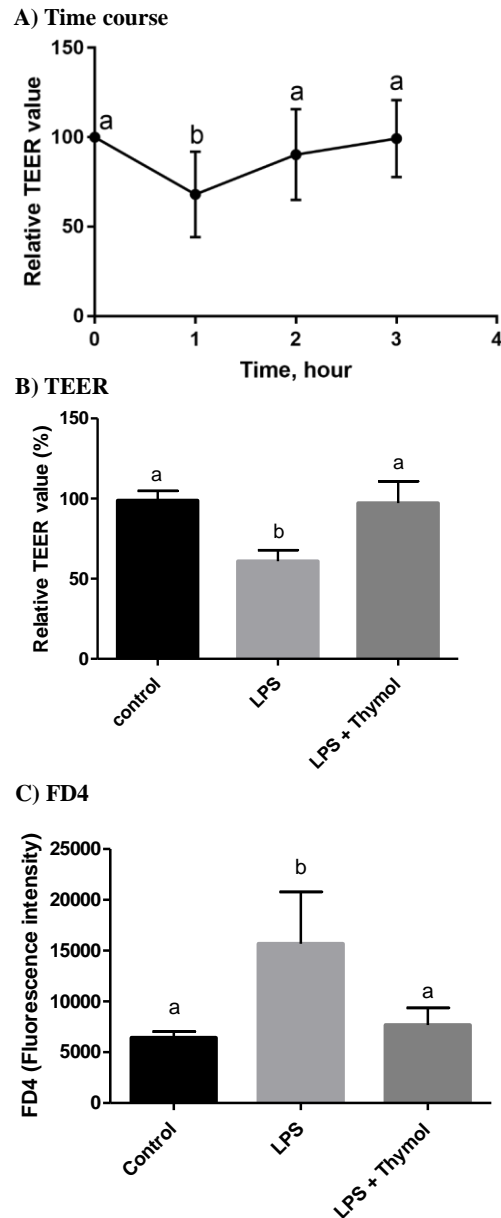 A) Time course
150
100
50
0
Relative TEER value
a
b
a
a
0 1 2 3 4
Time, hour
B) TEER
150
100
50
0
Relative TEER value (%)
a
b
a
control
LPS
LPS + Thymol
C) FD4
25000
20000
15000
10000
5000
0
FD4 (Fluorescence intensity)
a
b
a
Control
LPS
LPS + Thymol